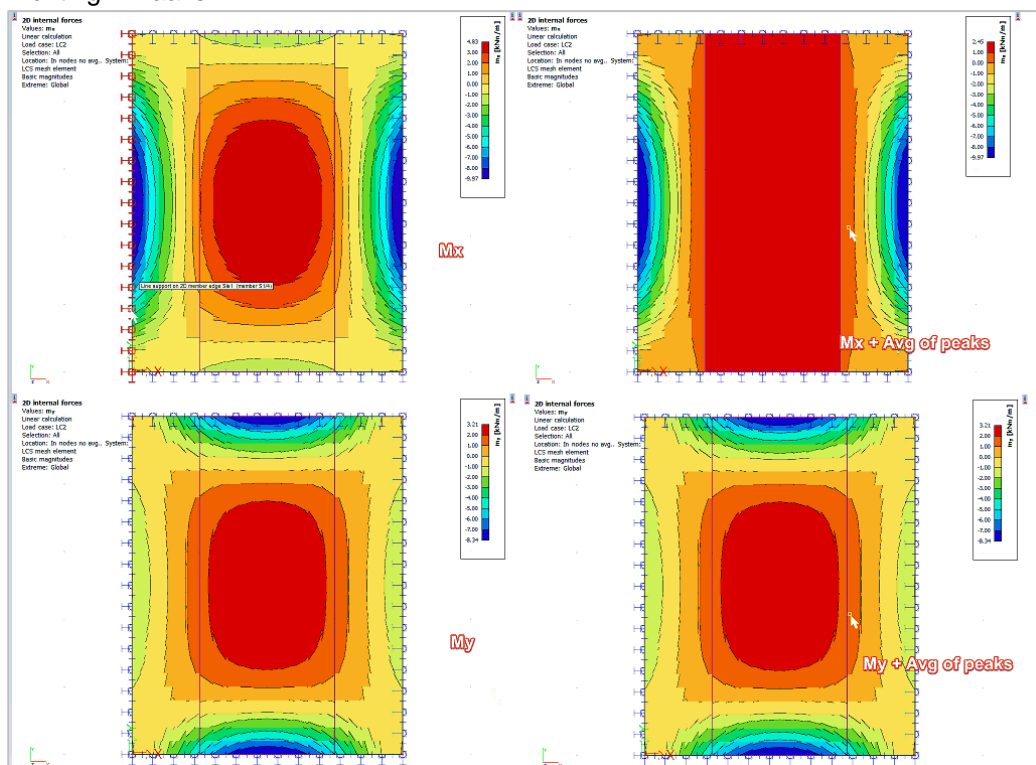 2D internal forces
Values: mx
Linear calculation
Load case: LC2
Selection: All
Location: In nodes no avg.. System:
LCS mesh element
Basic magnitudes
Extreme: Global
4.83
3.00
2.00
1.00
0.00
-1.00
-2.00
-3.00
-4.00
-5.00
-6.00
-7.00
-8.00
-9.97
mx [kNm/m]
Line support on 2D member edge Sle1 (member S1/4)
Mx
2D internal forces
Values: mx
Linear calculation
Load case: LC2
Selection: All
Location: In nodes no avg.. System:
LCS mesh element
Basic magnitudes
Extreme: Global
2.45
1.00
0.00
-1.00
-2.00
-3.00
-4.00
-5.00
-6.00
-7.00
-8.00
-9.97
mx [kNm/m]
Mx + Avg of peaks
2D internal forces
Values: my
Linear calculation
Load case: LC2
Selection: All
Location: In nodes no avg.. System:
LCS mesh element
Basic magnitudes
Extreme: Global
3.21
2.00
1.00
0.00
-1.00
-2.00
-3.00
-4.00
-5.00
-6.00
-7.00
-8.34
my [kNm/m]
My
2D internal forces
Values: my
Linear calculation
Load case: LC2
Selection: All
Location: In nodes no avg.. System:
LCS mesh element
Basic magnitudes
Extreme: Global
3.21
2.00
1.00
0.00
-1.00
-2.00
-3.00
-4.00
-5.00
-6.00
-7.00
-8.34
my [kNm/m]
My + Avg of peaks